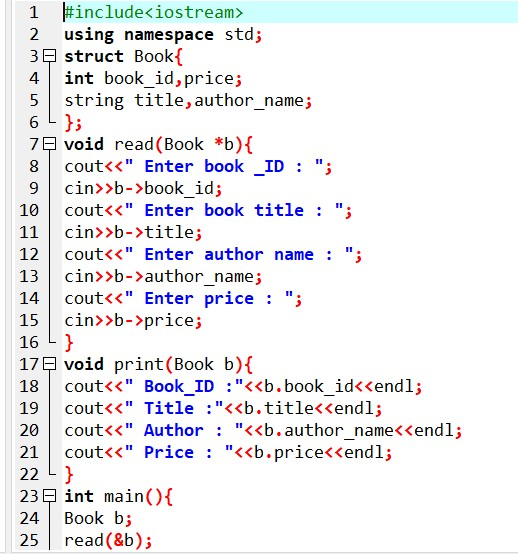 1 #include<iostream>
2 using namespace std;
3 struct Book{
4 int book_id,price;
5 string title,author_name;
6 };
7 void read(Book *b){
8 cout<<" Enter book _ID : ";
9 cin>>b->book_id;
10 cout<<" Enter book title : ";
11 cin>>b->title;
12 cout<<" Enter author name : ";
13 cin>>b->author_name;
14 cout<<" Enter price : ";
15 cin>>b->price;
16 }
17 void print(Book b){
18 cout<<" Book_ID :"<<b.book_id<<endl;
19 cout<<" Title :"<<b.title<<endl;
20 cout<<" Author : "<<b.author_name<<endl;
21 cout<<" Price : "<<b.price<<endl;
22 }
23 int main(){
24 Book b;
25 read(&b);